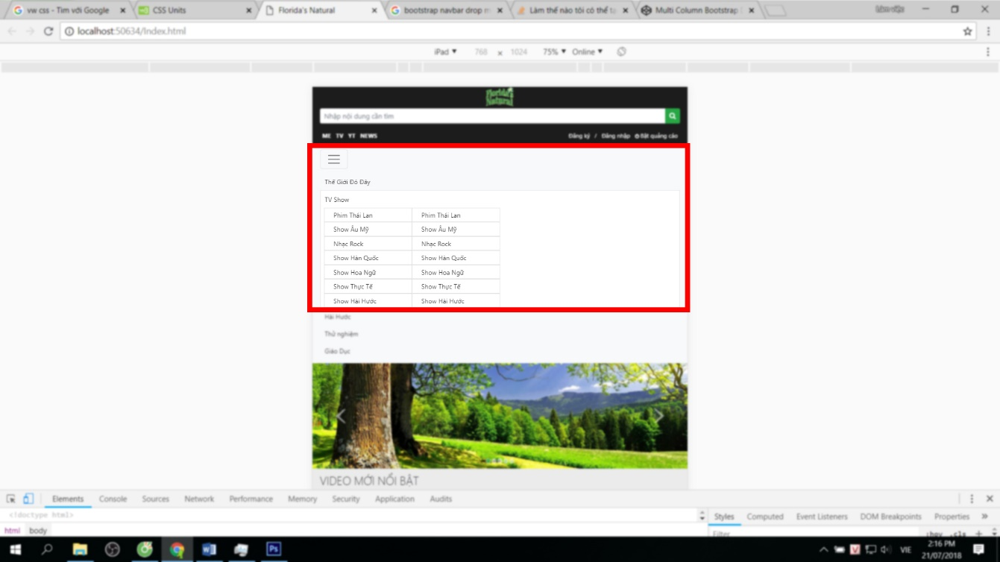 vw css - Tìm với Google
CSS Units
Florida's Natural
bootstrap navbar drop m
Làm thế nào tôi có thể tạ
Multi Column Bootstrap
localhost:50634/Index.html
iPad 768 x 1024 75% Online
Florida's
Natural
Nhập nội dung cần tìm
ME TV YT NEWS Đăng ký / Đăng nhập Bật quảng cáo
Thế Giới Đó Đây
TV Show
Phim Thái Lan Phim Thái Lan
Show Âu Mỹ Show Âu Mỹ
Nhạc Rock Nhạc Rock
Show Hàn Quốc Show Hàn Quốc
Show Hoa Ngữ Show Hoa Ngữ
Show Thực Tế Show Thực Tế
Show Hài Hước Show Hài Hước
Hài Hước
Thử nghiệm
Giáo Dục
VIDEO MỚI NỔI BẬT
Elements Console Sources Network Performance Memory Security Application Audits
<!doctype html>
Styles Computed Event Listeners DOM Breakpoints Properties »
html body
Filter :hov .cls +
VIE
2:16 PM
21/07/2018